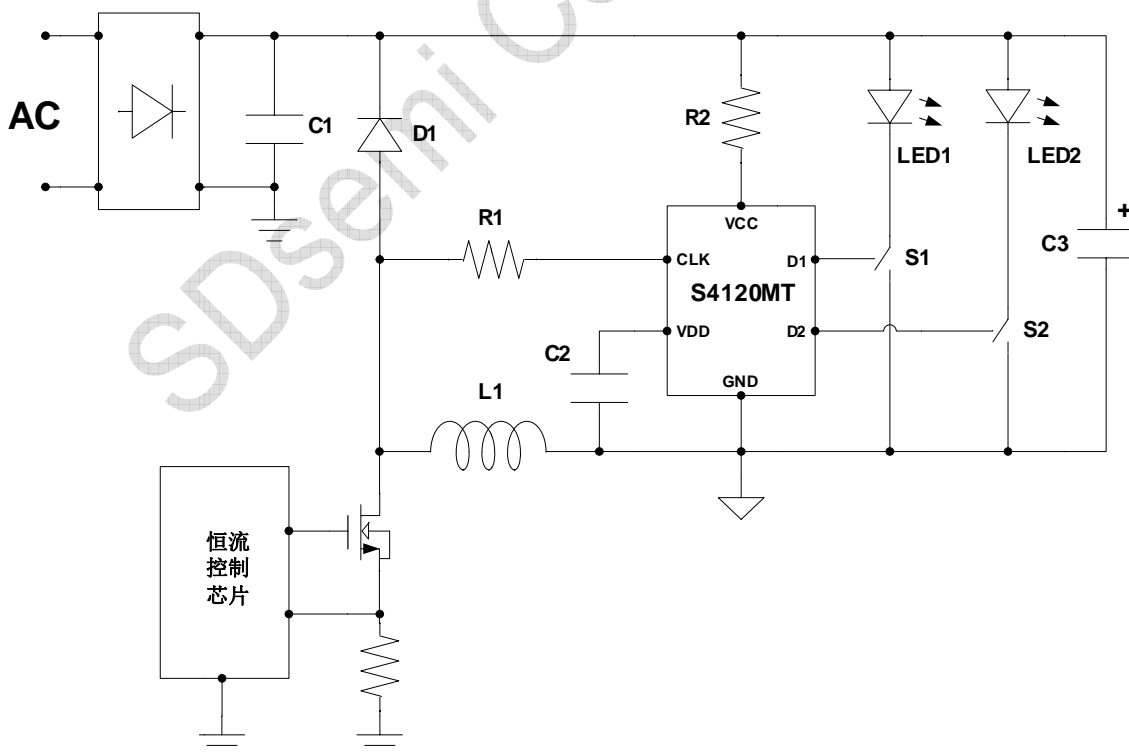 SDsemi Co
AC
C1
D1
R2
LED1
LED2
+
C3
R1
VCC
CLK
D1
S4120MT
VDD
D2
GND
S1
S2
C2
L1
恒流
控制
芯片